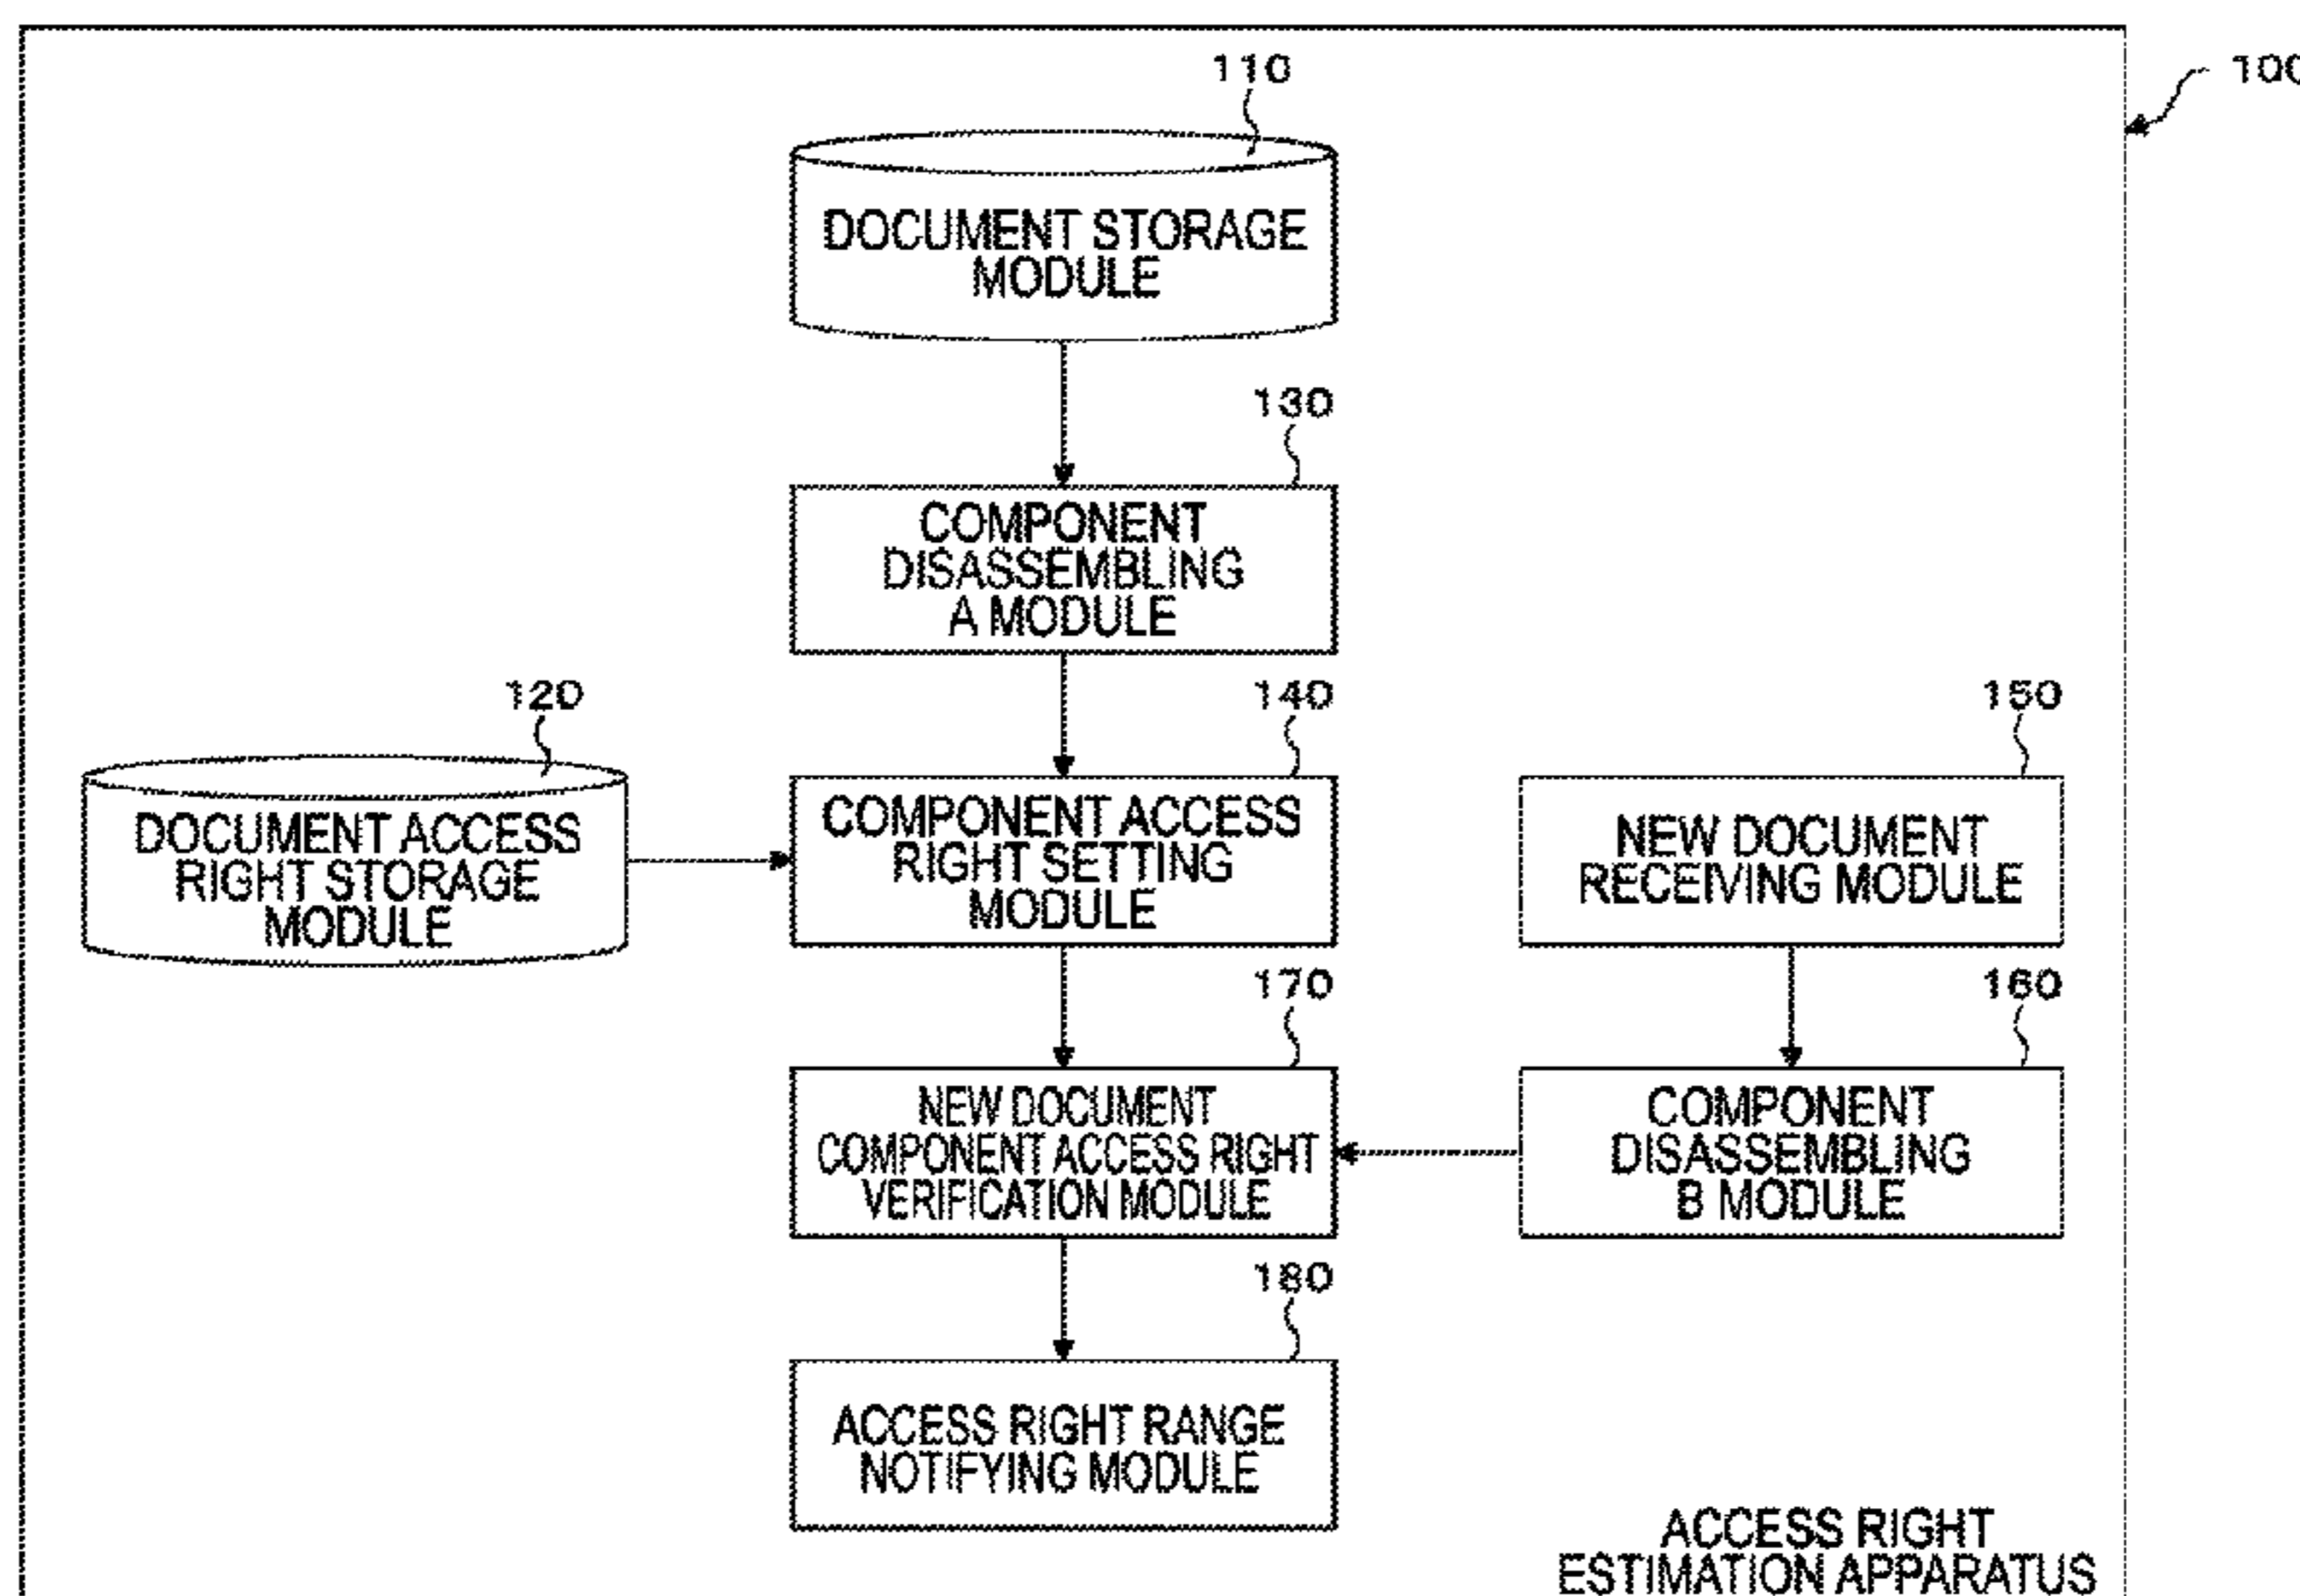 110
100
DOCUMENT STORAGE
MODULE
130
COMPONENT
DISASSEMBLING
A MODULE
120
140
150
DOCUMENT ACCESS
RIGHT STORAGE
MODULE
COMPONENT ACCESS
RIGHT SETTING
MODULE
NEW DOCUMENT
RECEIVING MODULE
170
160
NEW DOCUMENT
COMPONENT ACCESS RIGHT
VERIFICATION MODULE
COMPONENT
DISASSEMBLING
B MODULE
180
ACCESS RIGHT RANGE
NOTIFYING MODULE
ACCESS RIGHT
ESTIMATION APPARATUS